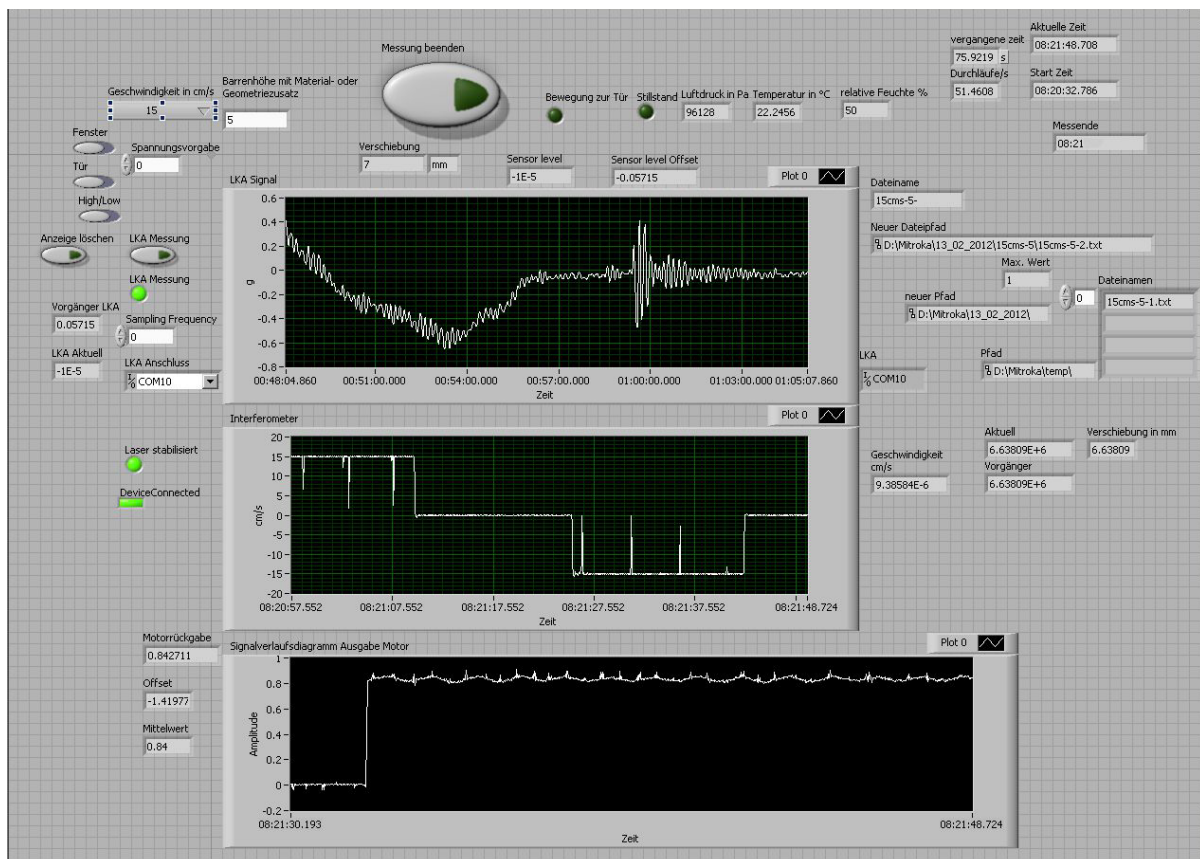 Messung beenden
vergangene zeit
Aktuelle Zeit
75.9219 s
08:21:48.708
Geschwindigkeit in cm/s
Barrenhöhe mit Material- oder
Geometriezusatz
Durchläufe/s
Start Zeit
15
5
Bewegung zur Tür
Stillstand
Luftdruck in Pa
Temperatur in °C
relative Feuchte %
51.4608
08:20:32.786
96128
22.2456
50
Fenster
Messende
Spannungsvorgabe
0
08:21
Tür
Verschiebung
7
mm
Sensor level
-1E-5
Sensor level Offset
-0.05715
High/Low
LKA Signal
Plot 0
Dateiname
15cms-5-
Anzeige löschen
LKA Messung
Neuer Dateipfad
D:\Mitroka\13_02_2012\15cms-5\15cms-5-2.txt
LKA Messung
Max. Wert
1
Dateinamen
0
15cms-5-1.txt
Vorgänger LKA
0.05715
Sampling Frequency
0
neuer Pfad
D:\Mitroka\13_02_2012\
LKA Aktuell
-1E-5
LKA Anschluss
COM10
LKA
COM10
Pfad
D:\Mitroka\temp\
0.6
0.4
0.2
0
-0.2
-0.4
-0.6
-0.8
g
00:48:04.860
00:51:00.000
00:54:00.000
00:57:00.000
01:00:00.000
01:03:00.000
01:05:07.860
Zeit
Interferometer
Plot 0
Laser stabilisiert
DeviceConnected
Aktuell
6.63809E+6
Verschiebung in mm
6.63809
Geschwindigkeit
cm/s
9.38584E-6
Vorgänger
6.63809E+6
20
15
10
5
0
-5
-10
-15
-20
cm/s
08:20:57.552
08:21:07.552
08:21:17.552
08:21:27.552
08:21:37.552
08:21:48.724
Zeit
Motorrückgabe
0.842711
Offset
-1.41977
Mittelwert
0.84
Signalverlaufsdiagramm Ausgabe Motor
Plot 0
1
0.8
0.6
0.4
0.2
0
-0.2
Amplitude
08:21:30.193
08:21:48.724
Zeit